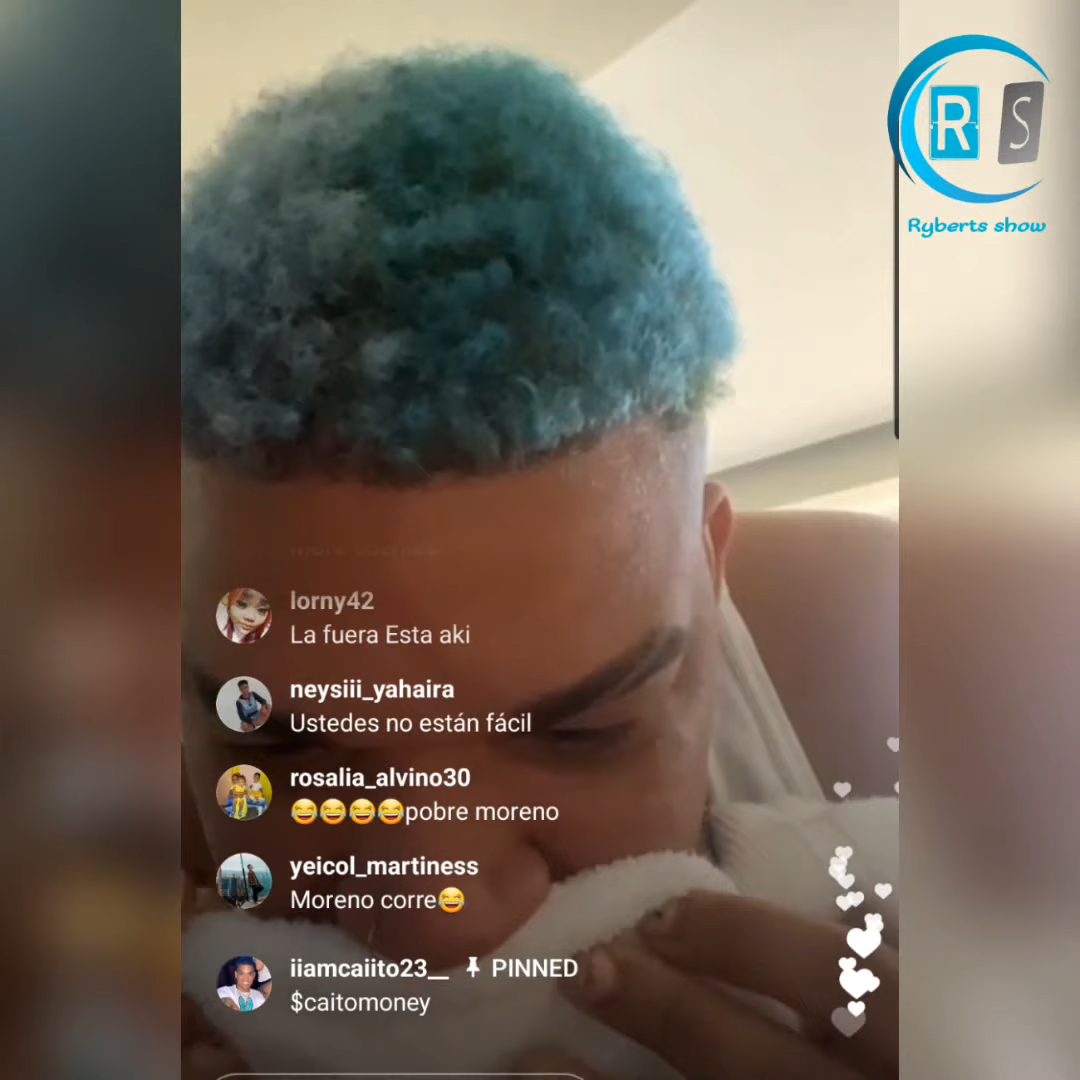 R S
Ryberts show
lorny42
La fuera Esta aki
neysiii_yahaira
Ustedes no están fácil
rosalia_alvino30
😂😂😂😂pobre moreno
yeicol_martiness
Moreno corre😂
iiamcaiito23__ 📌 PINNED
$caitomoney